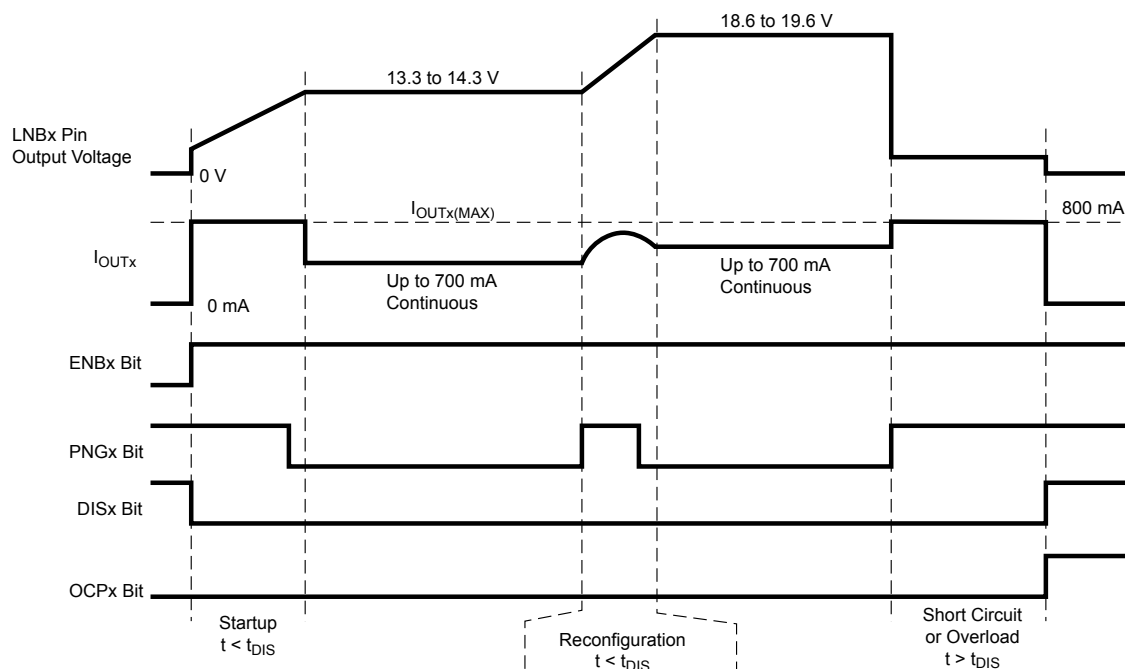 18.6 to 19.6 V
13.3 to 14.3 V
LNBx Pin
Output Voltage
0 V
IOUTx(MAX)
800 mA
IOUTx
Up to 700 mA
Continuous
Up to 700 mA
Continuous
0 mA
ENBx Bit
PNGx Bit
DISx Bit
OCPx Bit
Startup
t < tDIS
Reconfiguration
t < tDIS
Short Circuit
or Overload
t > tDIS